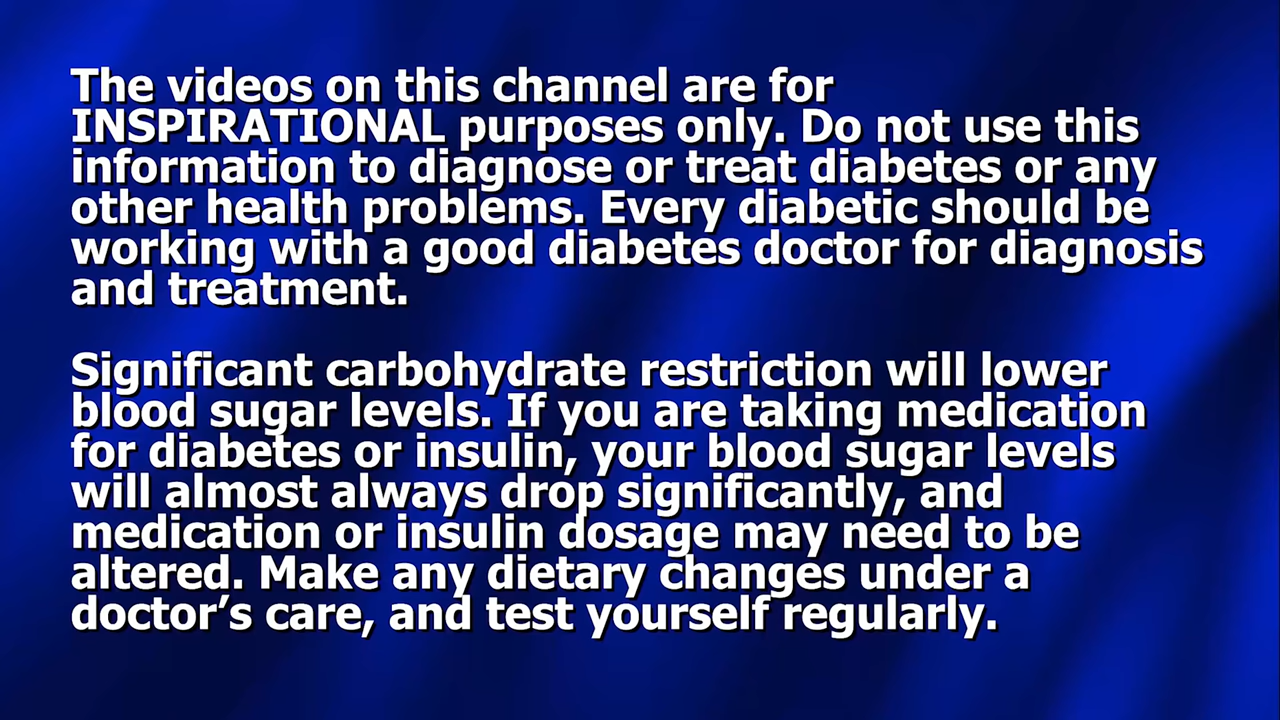 The videos on this channel are for
INSPIRATIONAL purposes only. Do not use this
information to diagnose or treat diabetes or any
other health problems. Every diabetic should be
working with a good diabetes doctor for diagnosis
and treatment.
Significant carbohydrate restriction will lower
blood sugar levels. If you are taking medication
for diabetes or insulin, your blood sugar levels
will almost always drop significantly, and
medication or insulin dosage may need to be
altered. Make any dietary changes under a
doctor’s care, and test yourself regularly.